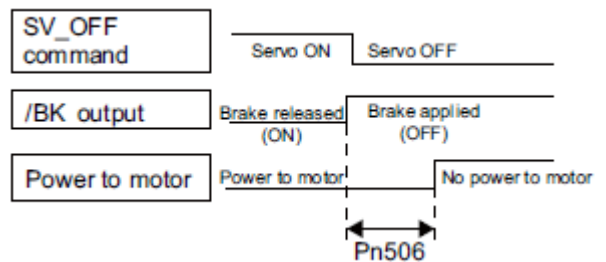 SV_OFF
command
Servo ON
Servo OFF
/BK output
Brake released
(ON)
Brake applied
(OFF)
Power to motor
Power to motor
No power to motor
Pn506